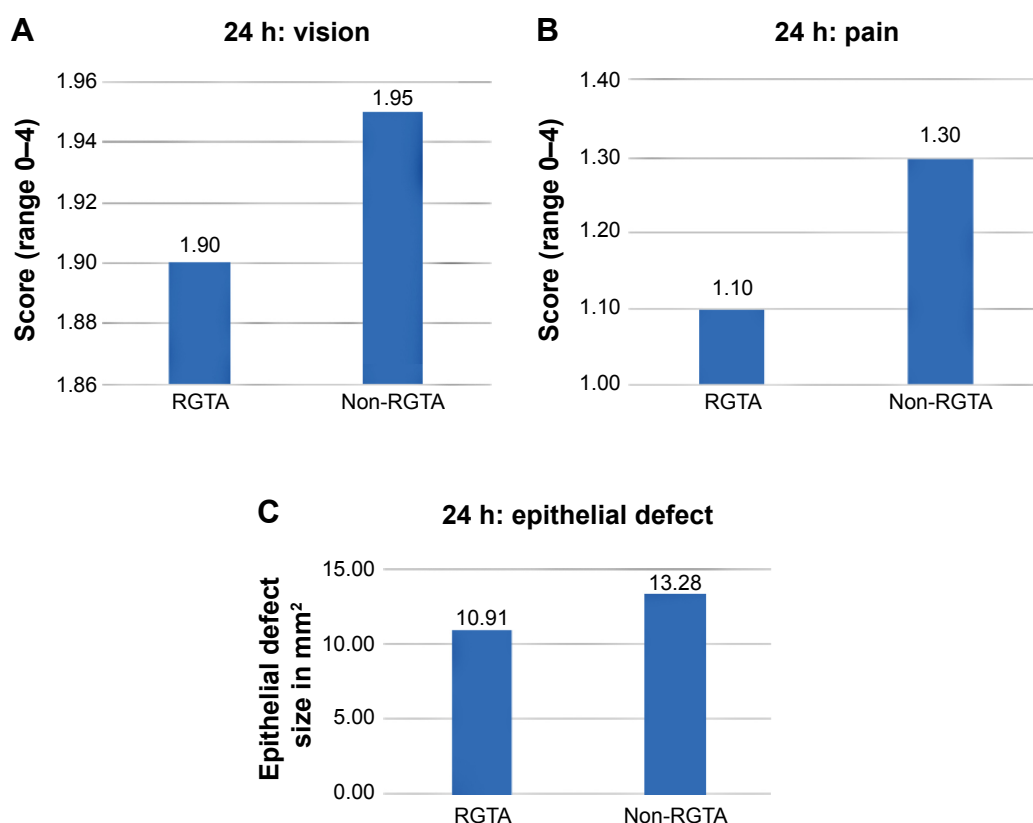 A
24 h: vision
Score (range 0–4)
1.96
1.94
1.92
1.90
1.88
1.86
1.90
1.95
RGTA
Non-RGTA
B
24 h: pain
Score (range 0–4)
1.40
1.30
1.20
1.10
1.00
1.10
1.30
RGTA
Non-RGTA
C
24 h: epithelial defect
Epithelial defect
size in mm²
15.00
10.00
5.00
0.00
10.91
13.28
RGTA
Non-RGTA